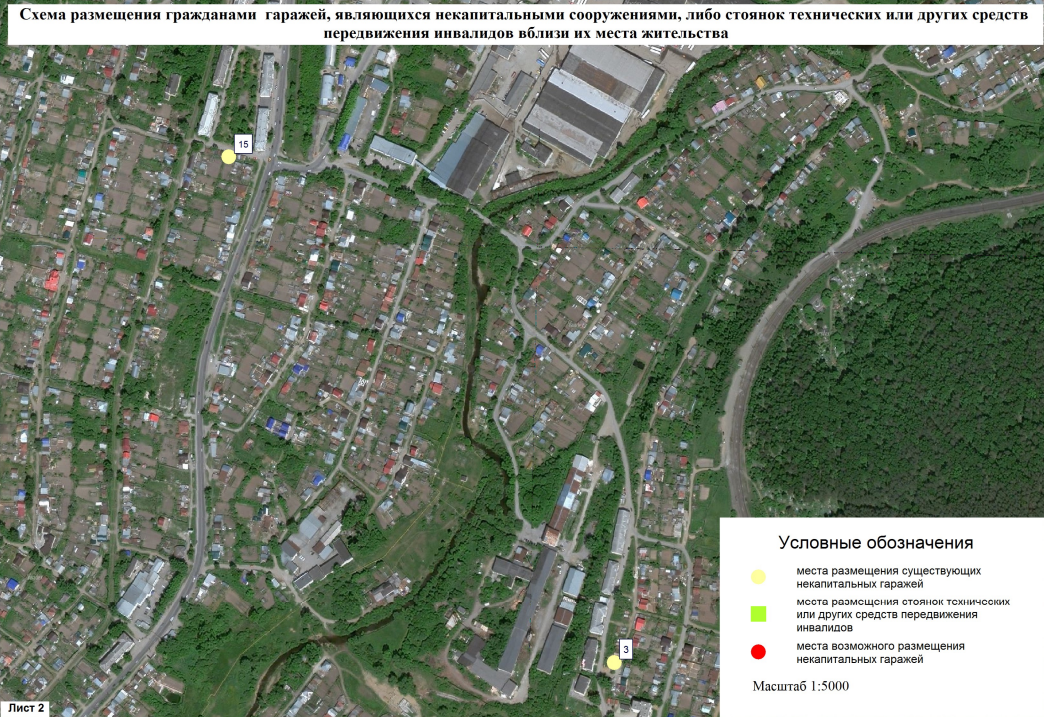 Схема размещения гражданами гаражей, являющихся некапитальными сооружениями, либо стоянок технических или других средств
передвижения инвалидов вблизи их места жительства
15
Условные обозначения
места размещения существующих
некапитальных гаражей
места размещения стоянок технических
или других средств передвижения
инвалидов
места возможного размещения
некапитальных гаражей
3
Масштаб 1:5000
Лист 2